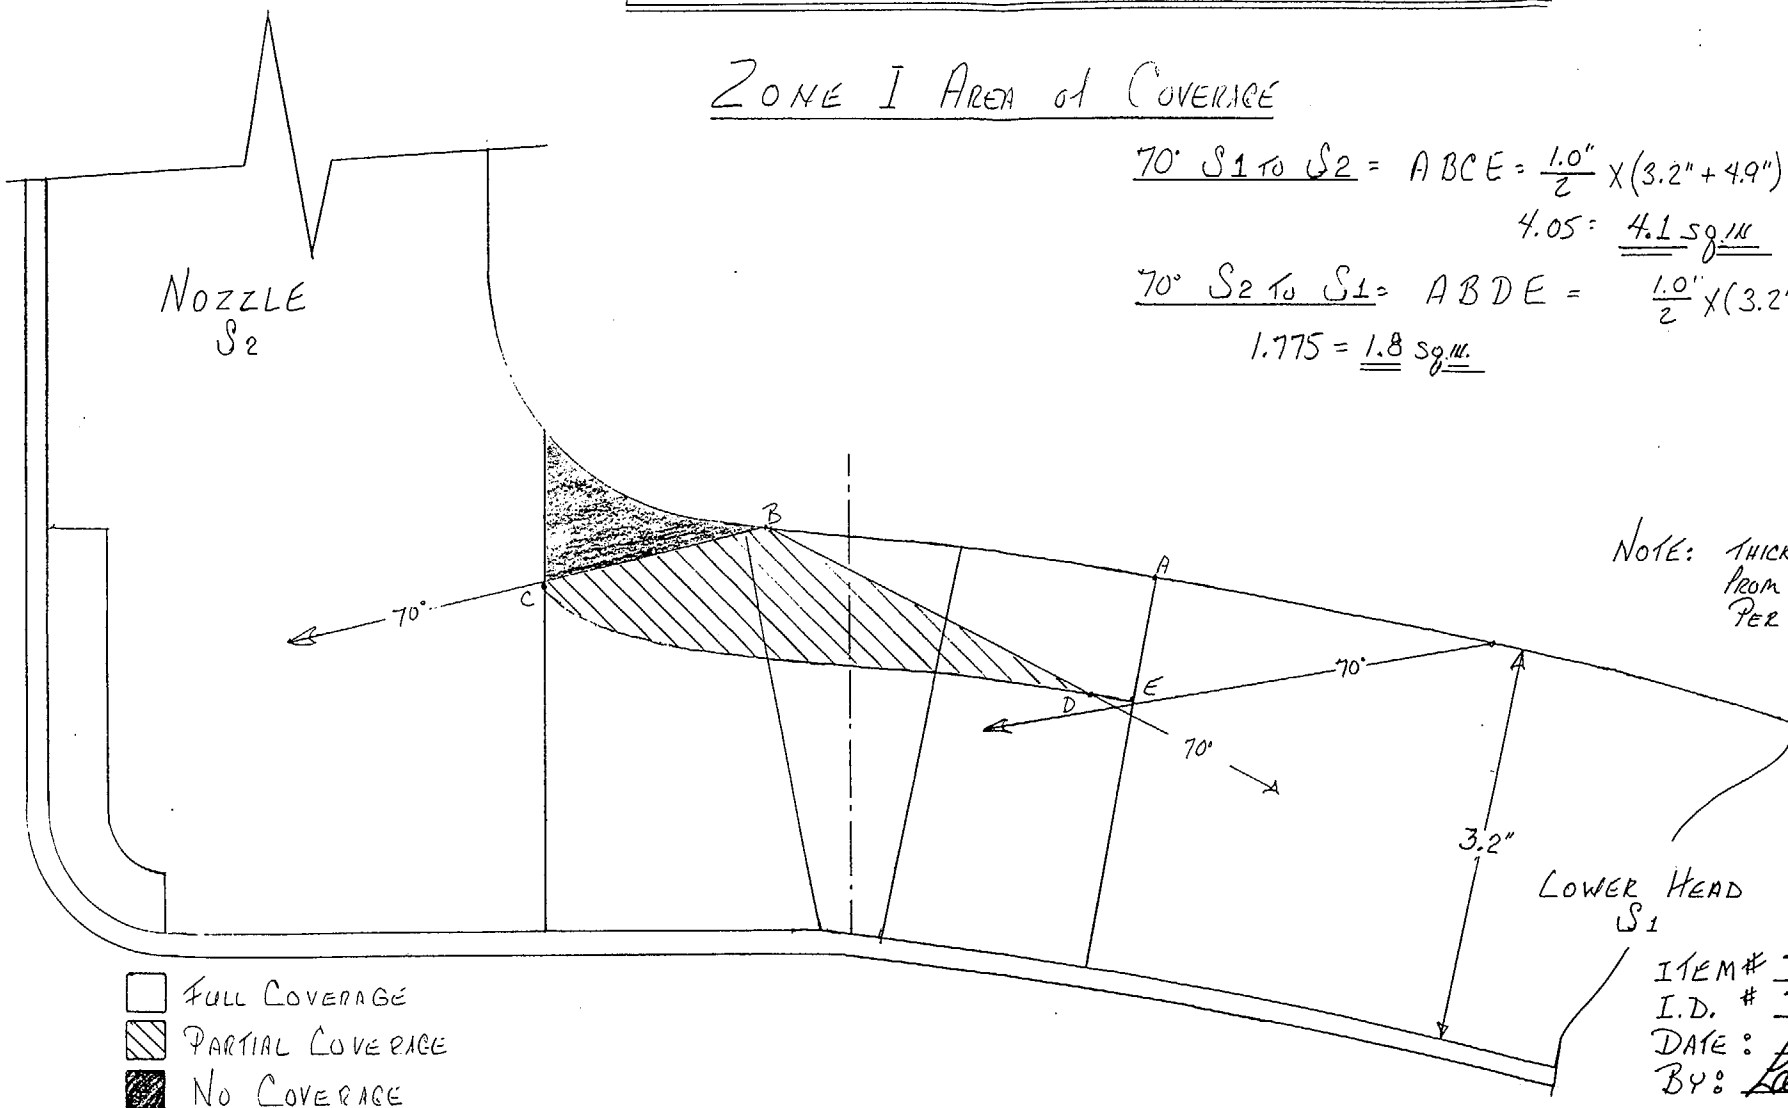 ZONE I AREA of COVERAGE
70° S1 TO S2 = ABCE = 1.0"/2 X (3.2" + 4.9")
4.05 = 4.1 sq.IN
70° S2 TO S1 = ABDE = 1.0"/2 X (3.2"
1.775 = 1.8 sq.IN.
NOZZLE
S2
B
A
C
70°
NOTE: THICK
FROM
PER
70°
A
D
E
70°
3.2"
LOWER HEAD
S1
FULL COVERAGE
PARTIAL COVERAGE
NO COVERAGE
ITEM#
I.D. #
DATE:
BY: